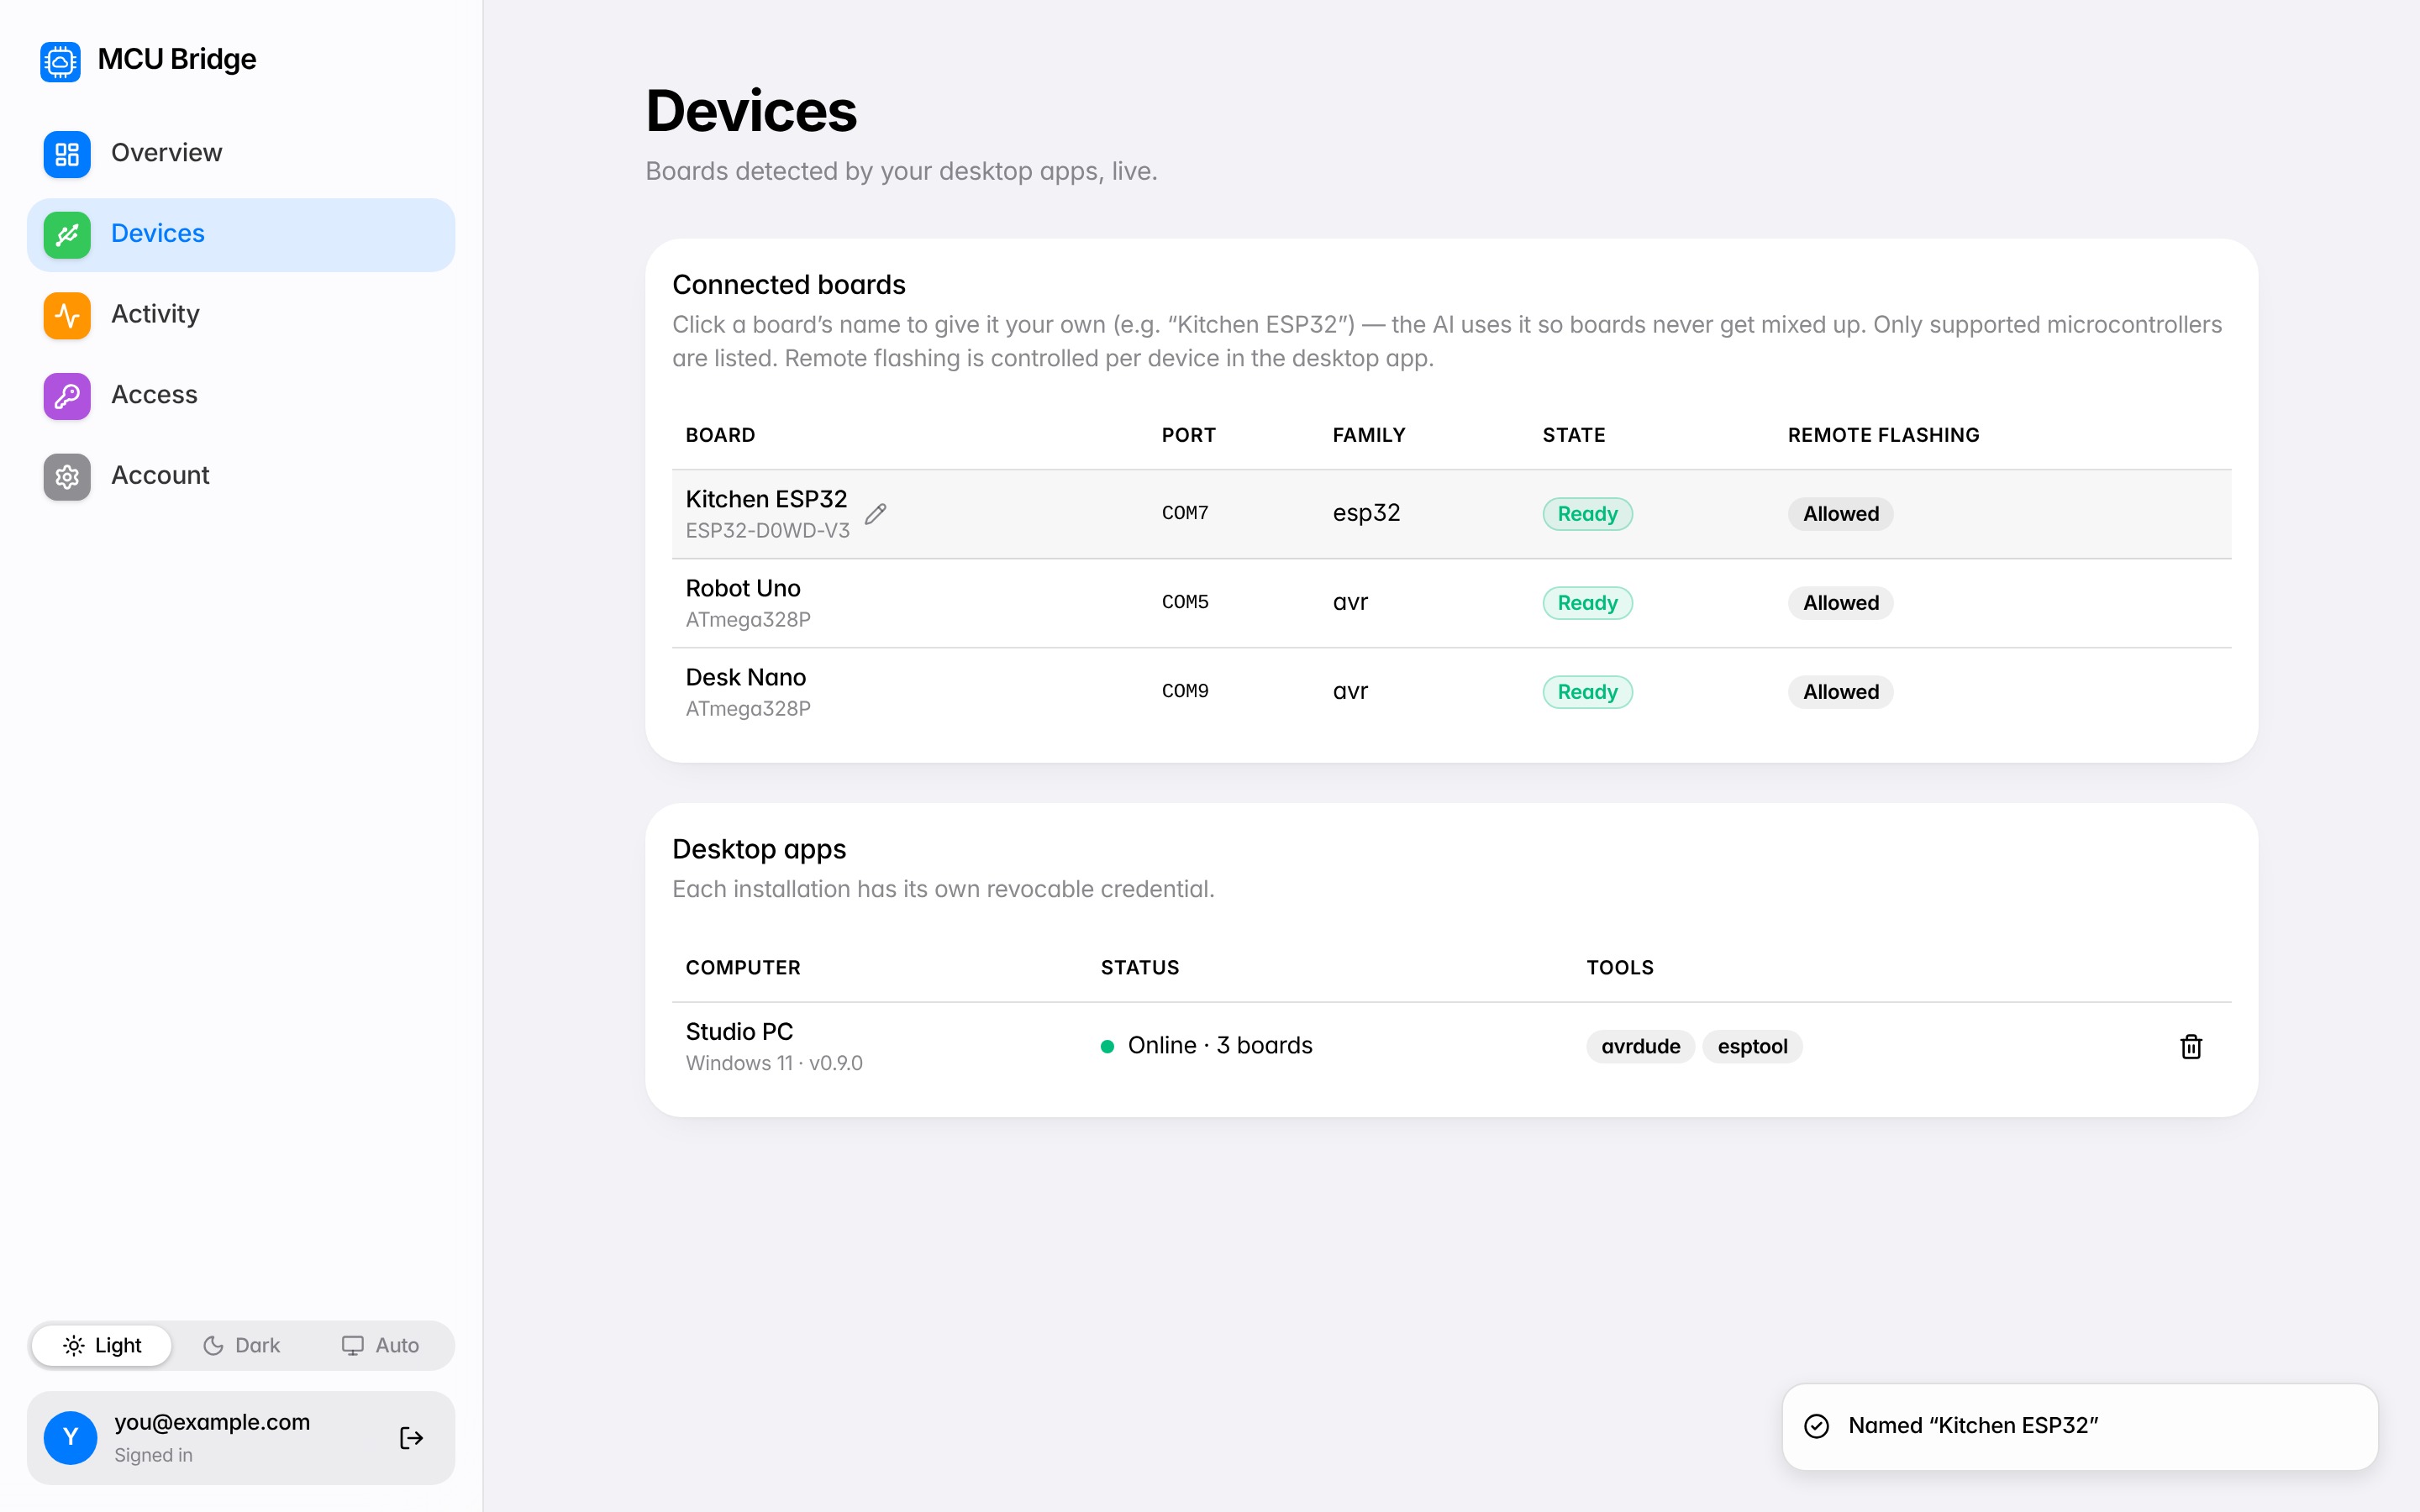 MCU Bridge
Overview
Devices
Activity
Access
Account
Light
Dark
Auto
Y
you@example.com
Signed in
Devices
Boards detected by your desktop apps, live.
Connected boards
Click a board’s name to give it your own (e.g. “Kitchen ESP32”) — the AI uses it so boards never get mixed up. Only supported microcontrollers
are listed. Remote flashing is controlled per device in the desktop app.
BOARD PORT FAMILY STATE REMOTE FLASHING
Kitchen ESP32
ESP32-D0WD-V3
COM7 esp32 Ready Allowed
Robot Uno
ATmega328P
COM5 avr Ready Allowed
Desk Nano
ATmega328P
COM9 avr Ready Allowed
Desktop apps
Each installation has its own revocable credential.
COMPUTER STATUS TOOLS
Studio PC
Windows 11 · v0.9.0
Online · 3 boards avrdude esptool
Named “Kitchen ESP32”